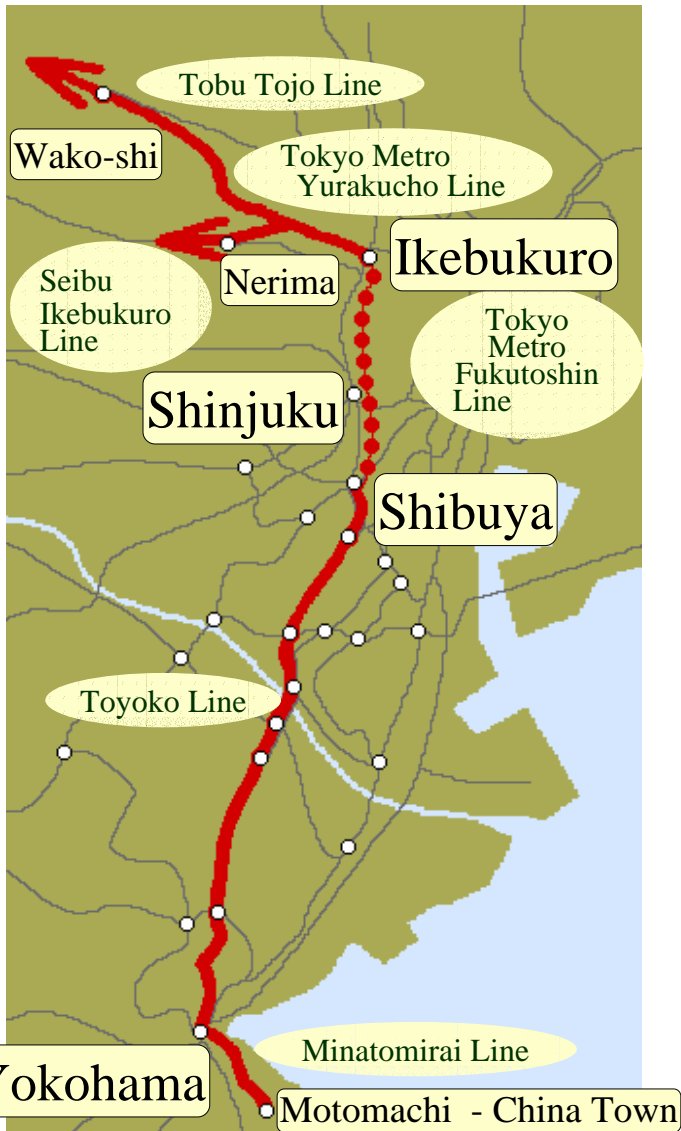 Tobu Tojo Line
Wako-shi
Tokyo Metro
Yurakucho Line
Ikebukuro
Seibu
Ikebukuro
Line
Nerima
Tokyo
Metro
Fukutoshin
Line
Shinjuku
Shibuya
Toyoko Line
Minatomirai Line
Yokohama
Motomachi - China Town